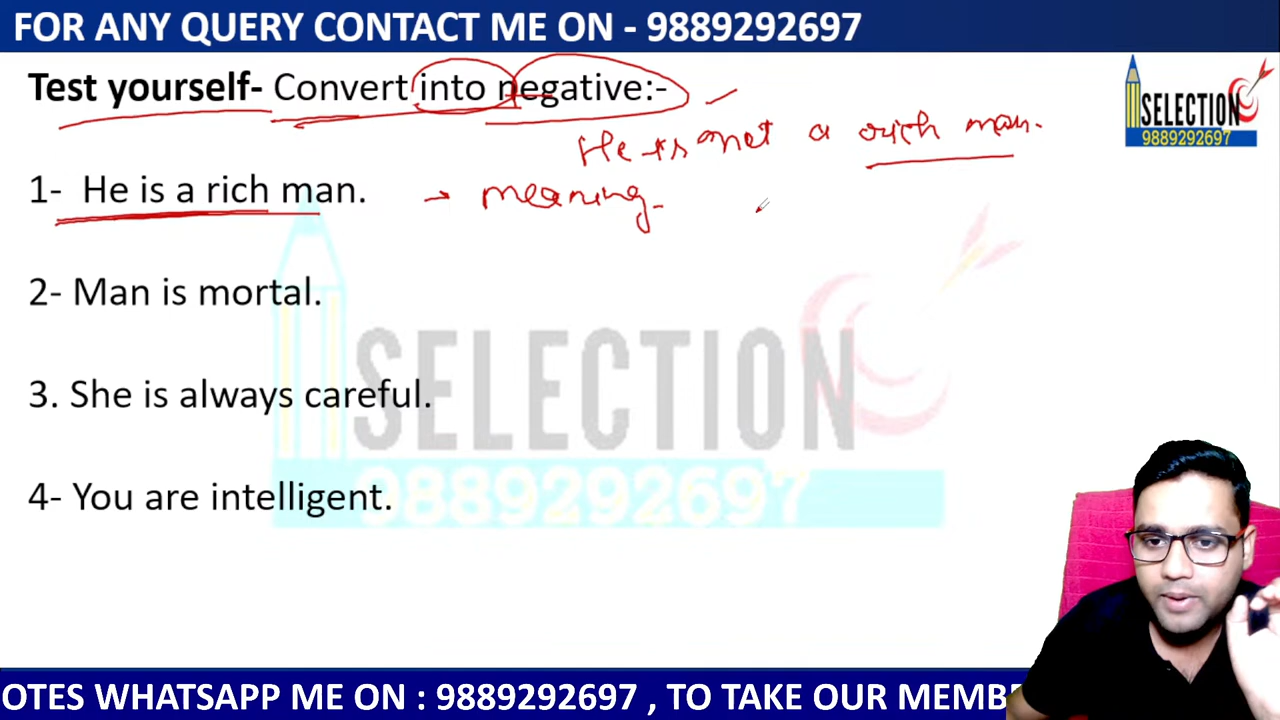 FOR ANY QUERY CONTACT ME ON - 9889292697
Test yourself- Convert into negative:-
SELECTION
9889292697
He is not a rich man.
1- He is a rich man.
→ meaning.
2- Man is mortal.
SELECTION
3. She is always careful.
9889292697
4- You are intelligent.
OTES WHATSAPP ME ON : 9889292697 , TO TAKE OUR MEMBE